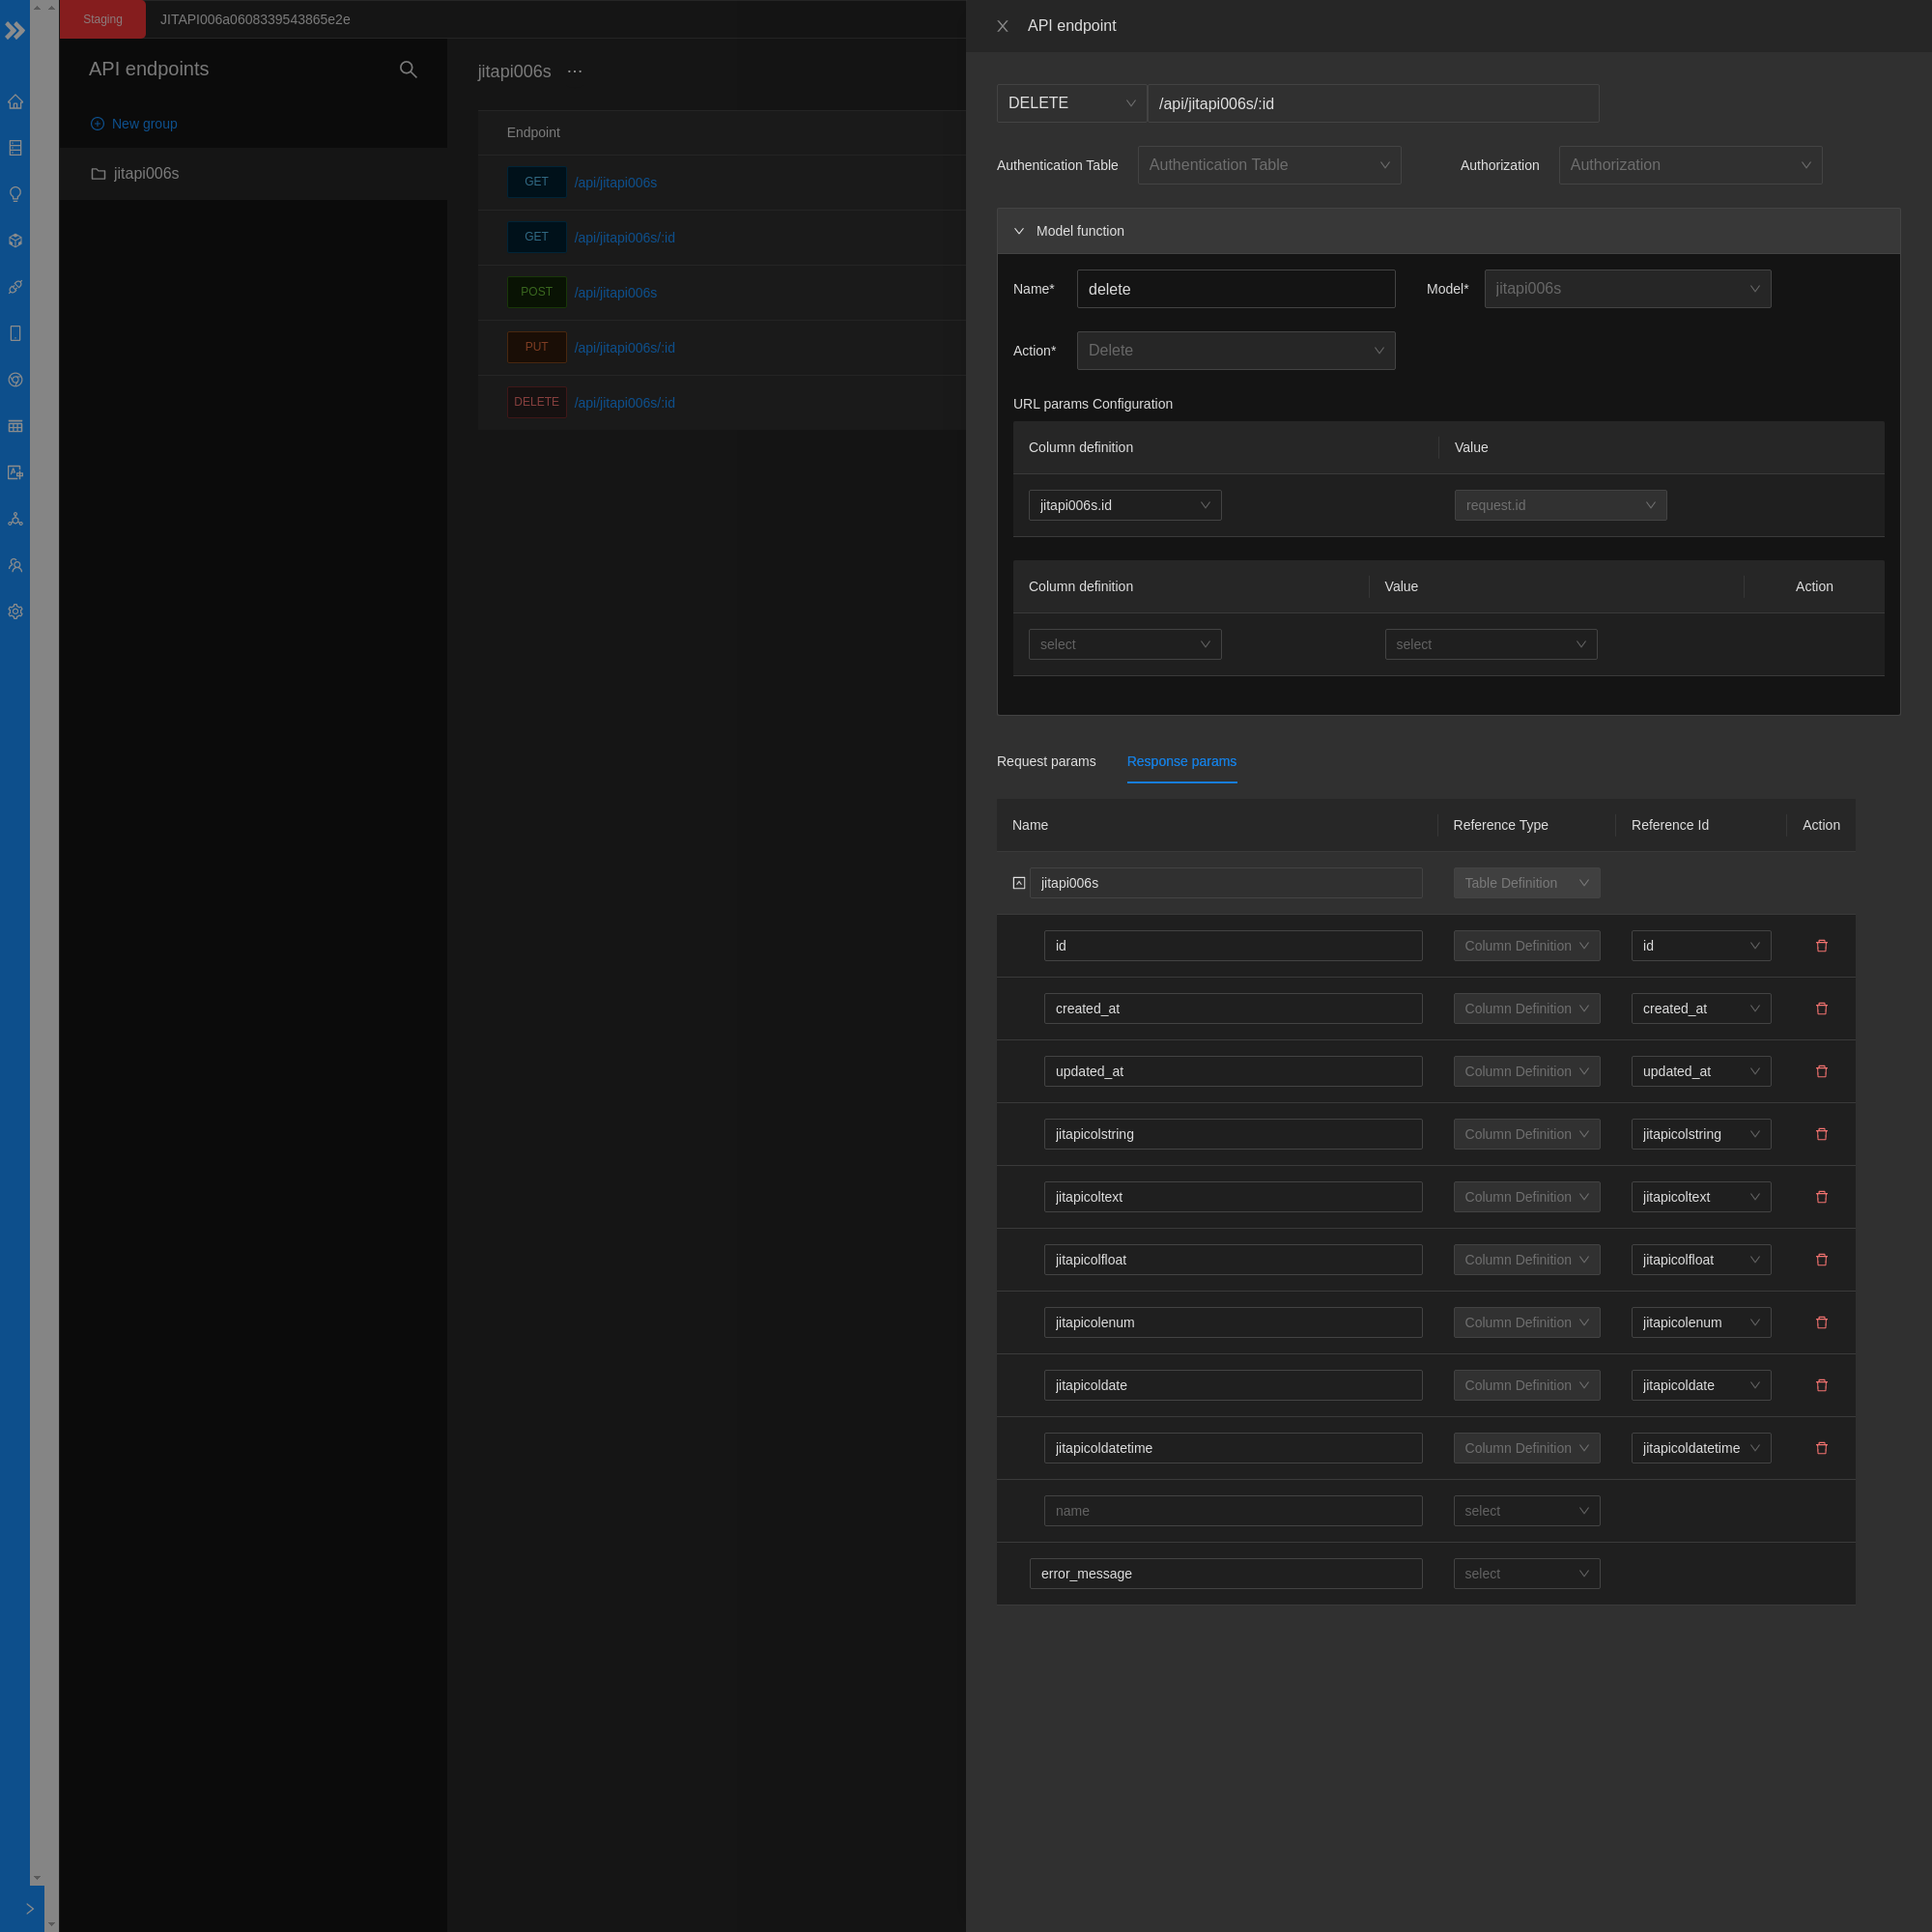 Staging
JITAPI006a0608339543865e2e
API endpoints
New group
jitapi006s
jitapi006s ...
Endpoint
GET /api/jitapi006s
GET /api/jitapi006s/:id
POST /api/jitapi006s
PUT /api/jitapi006s/:id
DELETE /api/jitapi006s/:id
API endpoint
DELETE /api/jitapi006s/:id
Authentication Table Authentication Table Authorization Authorization
Model function
Name* delete Model* jitapi006s
Action* Delete
URL params Configuration
Column definition Value
jitapi006s.id request.id
Column definition Value Action
select select
Request params Response params
Name Reference Type Reference Id Action
jitapi006s Table Definition
id Column Definition id
created_at Column Definition created_at
updated_at Column Definition updated_at
jitapicolstring Column Definition jitapicolstring
jitapicoltext Column Definition jitapicoltext
jitapicolfloat Column Definition jitapicolfloat
jitapicolenum Column Definition jitapicolenum
jitapicoldate Column Definition jitapicoldate
jitapicoldatetime Column Definition jitapicoldatetime
name select
error_message select